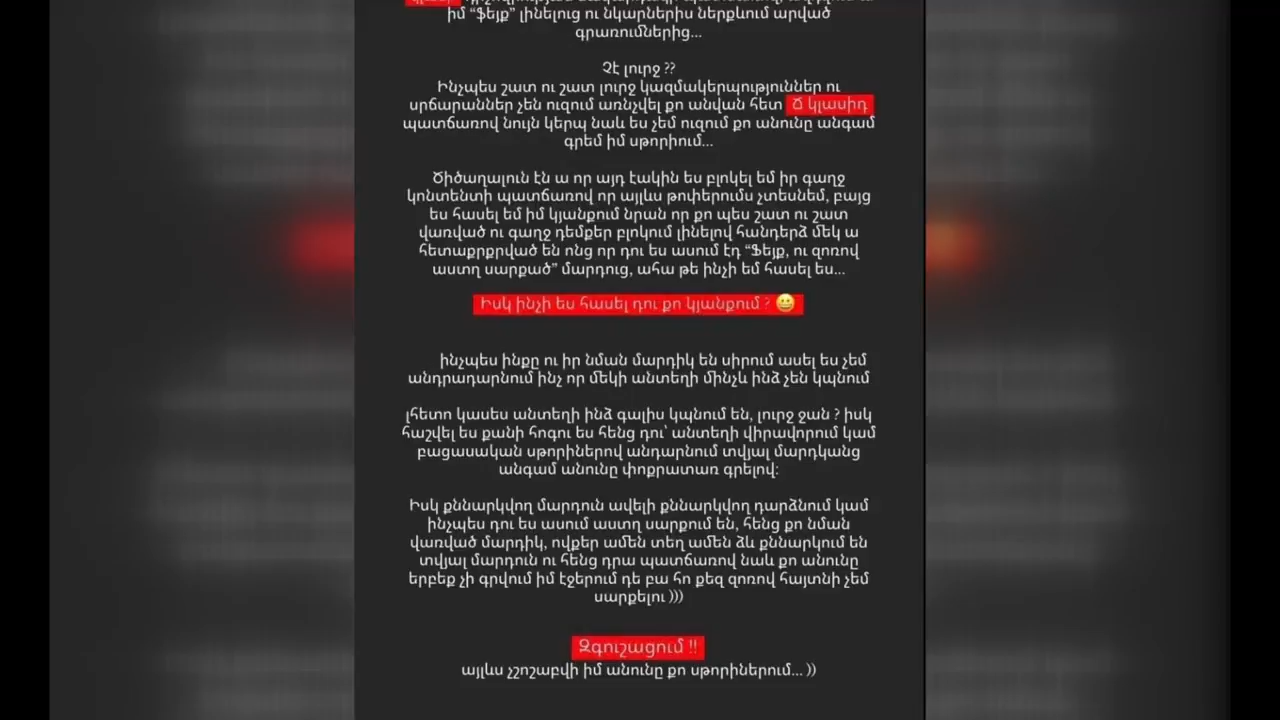 իմ “ֆեյք” լինելուց ու նկարներիս ներքևում արված
գրառումներից...
Չէ լուրջ ??
Ինչպես շատ ու շատ լուրջ կազմակերպություններ ու
սրճարաններ չեն ուզում առնչվել քո անվան հետ Ճ կլասիդ
պատճառով նույն կերպ նաև ես չեմ ուզում քո անունը անգամ
գրեմ իմ սթորիում...
Ծիծաղալուն էն ա որ այդ էակին ես բլոկել եմ իր գաղջ
կոնտենտի պատճառով որ այլևս թոփերումս չտեսնեմ, բայց
ես հասել եմ իմ կյանքում նրան որ քո պես շատ ու շատ
վառված ու գաղջ դեմքեր բլոկում լինելով հանդերձ մեկ ա
հետաքրքրված են ոնց որ դու ես ասում էդ “Ֆեյք, ու զոռով
աստղ սարքած” մարդուց, ահա թե ինչի եմ հասել ես...
Իսկ ինչի ես հասել դու քո կյանքում ? 😀
ինչպես ինքը ու իր նման մարդիկ են սիրում ասել ես չեմ
անդրադարնում ինչ որ մեկի անտեղի մինչև ինձ չեն կպնում
լհետո կասես անտեղի ինձ գալիս կպնում են, լուրջ ջան ? իսկ
հաշվել ես քանի հոգու ես հենց դու՝ անտեղի վիրավորում կամ
բացասական սթորիներով անդարնում տվյալ մարդկանց
անգամ անունը փոքրատառ գրելով:
Իսկ քննարկվող մարդուն ավելի քննարկվող դարձնում կամ
ինչպես դու ես ասում աստղ սարքում են, հենց քո նման
վառված մարդիկ, ովքեր ամեն տեղ ամեն ձև քննարկում են
տվյալ մարդուն ու հենց դրա պատճառով նաև քո անունը
երբեք չի գրվում իմ էջերում դե բա հո քեզ զոռով հայտնի չեմ
սարքելու )))
Զգուշացում !!
այլևս չշոշաբվի իմ անունը քո սթորիներում... ))